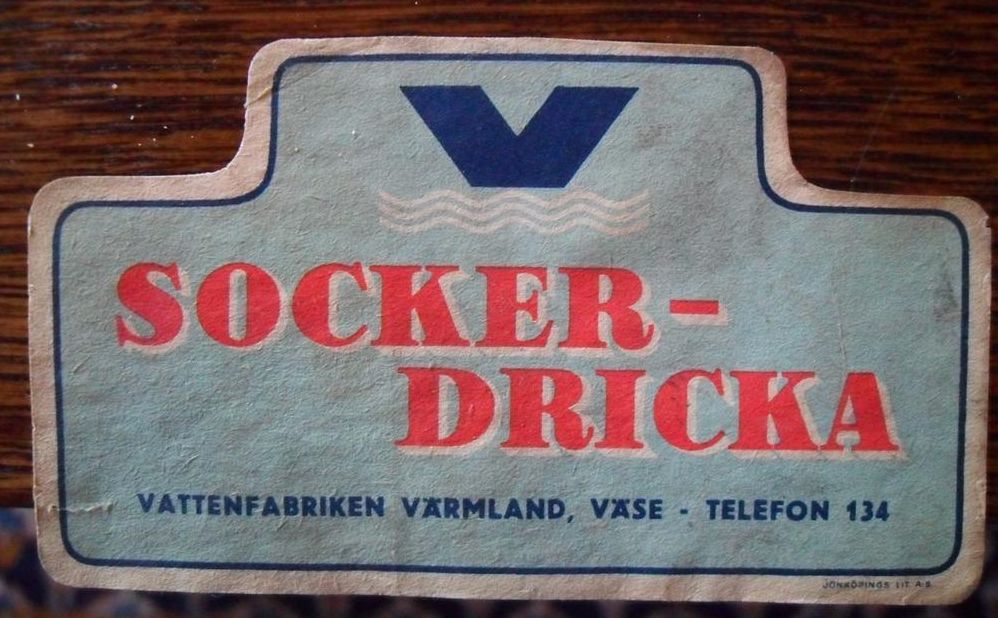 V
SOCKER-
DRICKA
VATTENFABRIKEN VÄRMLAND, VÄSE - TELEFON 134
JÖNKÖPINGS LIT A.B.